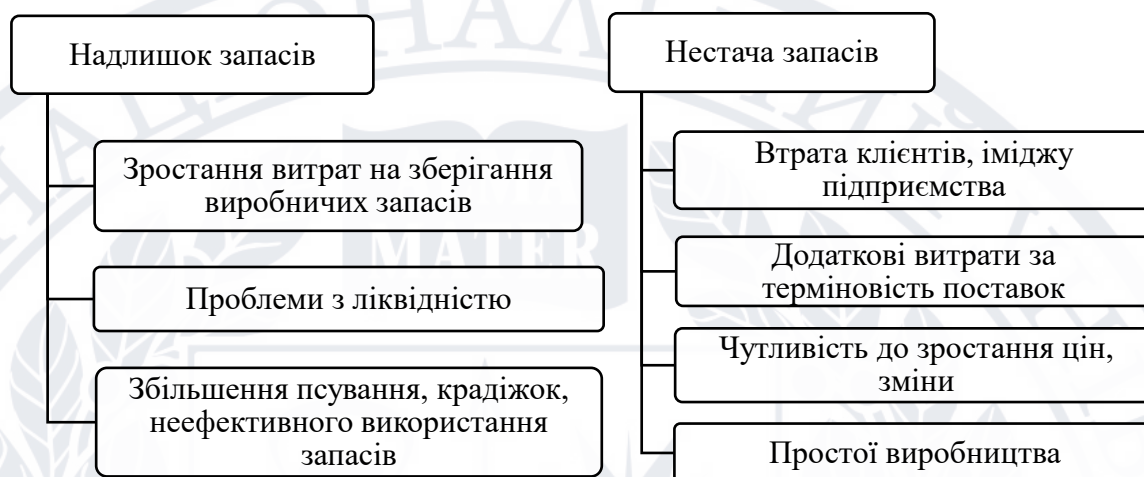 Надлишок запасів
Зростання витрат на зберігання
виробничих запасів
Проблеми з ліквідністю
Збільшення псування, крадіжок,
неефективного використання
запасів
Нестача запасів
Втрата клієнтів, іміджу
підприємства
Додаткові витрати за
терміновість поставок
Чутливість до зростання цін,
зміни
Простої виробництва
MATER